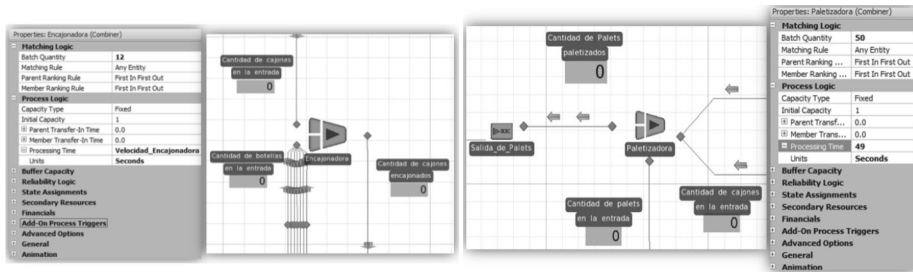 Properties: Encajonadora (Combiner)
Matching Logic
Batch Quantity 12
Matching Rule Any Entity
Parent Ranking Rule First In First Out
Member Ranking Rule First In First Out
Process Logic
Capacity Type Fixed
Initial Capacity 1
Parent Transfer-In Time 0.0
Member Transfer-In Time 0.0
Processing Time Velocidad_Encajonadora
Units Seconds
Buffer Capacity
Reliability Logic
State Assignments
Secondary Resources
Financials
Add-On Process Triggers
Advanced Options
General
Animation
Cantidad de cajones
en la entrada
0
Cantidad de botellas
en la entrada
0
Encajonadora
Cantidad de cajones
encajonados
0
Cantidad de Palets
paletizados
0
Salida_de_Palets
Paletizadora
Cantidad de palets
en la entrada
0
Cantidad de cajones
en la entrada
0
Properties: Paletizadora (Combiner)
Matching Logic
Batch Quantity 50
Matching Rule Any Entity
Parent Ranking ... First In First Out
Member Ranking ... First In First Out
Process Logic
Capacity Type Fixed
Initial Capacity 1
Parent Transf... 0.0
Member Trans... 0.0
Processing Time 49
Units Seconds
Buffer Capacity
Reliability Logic
State Assignments
Secondary Resources
Financials
Add-On Process Triggers
Advanced Options
General
Animation